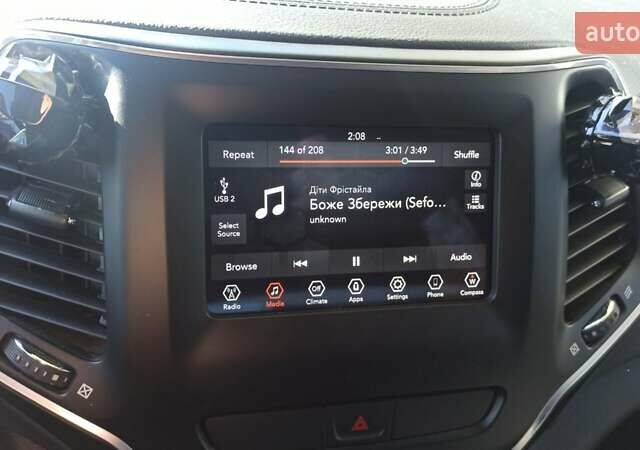 auto
2:08
Repeat
144 of 208
3:01 / 3:49
Shuffle
USB 2
Діти Фрістайла
Боже Збережи (Sefo...
unknown
Info
Tracks
Select
Source
Browse
Audio
Off
W
Radio
Media
Climate
Apps
Settings
Phone
Compass